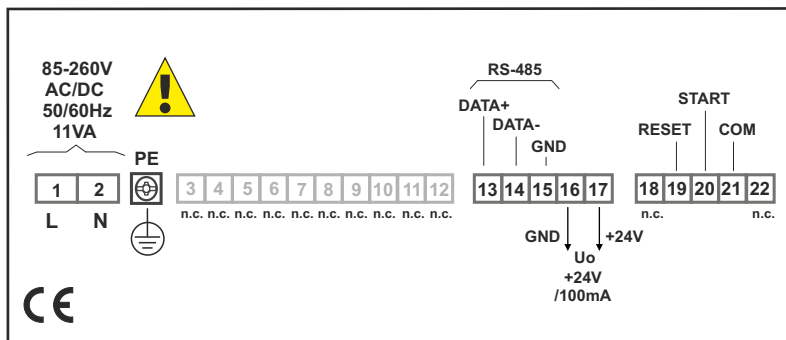 85-260V
AC/DC
50/60Hz
11VA
!
PE
1 2
L N
3 4 5 6 7 8 9 10 11 12
n.c. n.c. n.c. n.c. n.c. n.c. n.c. n.c. n.c. n.c.
RS-485
DATA+
DATA-
GND
13 14 15 16 17
GND
+24V
Uo
+24V
/100mA
START
RESET COM
18 19 20 21 22
n.c. n.c.
CE